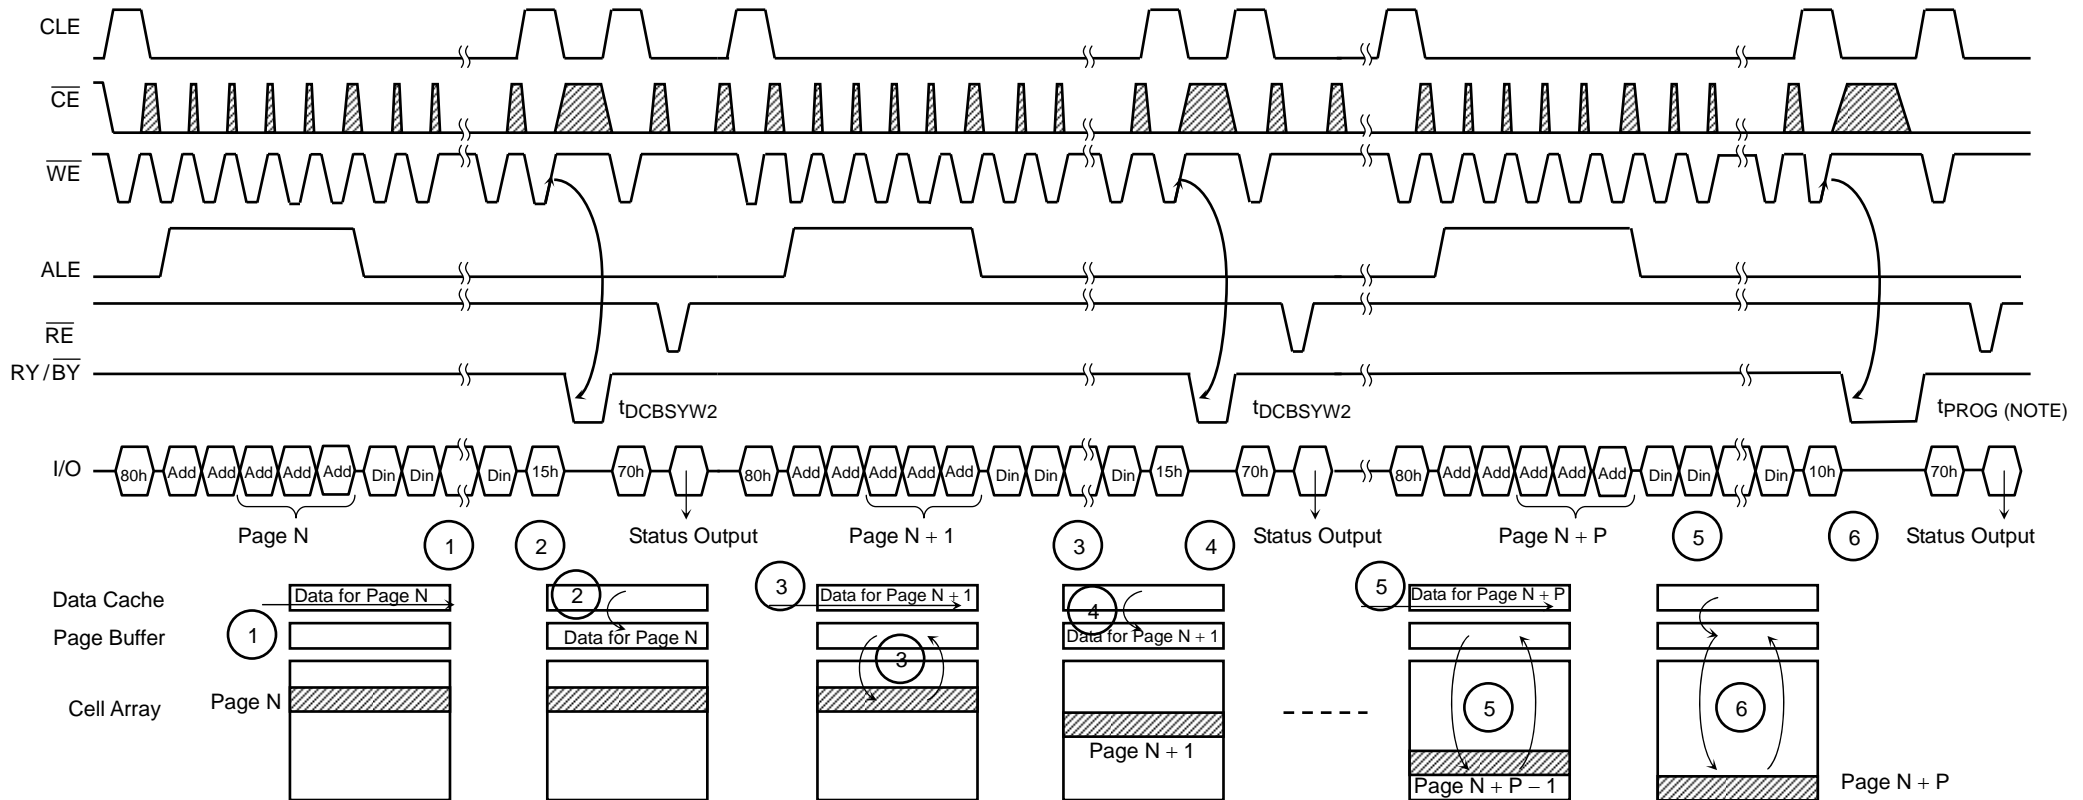 CLE
CE
WE
ALE
RE
RY/BY
tDCBSYW2 tDCBSYW2 tPROG (NOTE)
I/O 80h Add Add Add Add Add Din Din Din 15h 70h 80h Add Add Add Add Add Din Din Din 15h 70h 80h Add Add Add Add Add Din Din Din 10h 70h
Page N 1 2 Status Output Page N + 1 3 4 Status Output Page N + P 5 6 Status Output
Data Cache Data for Page N 2 3 Data for Page N + 1 4 5 Data for Page N + P
Page Buffer 1 Data for Page N 3 Data for Page N + 1
Cell Array Page N Page N + 1 5 Page N + P − 1 6 Page N + P